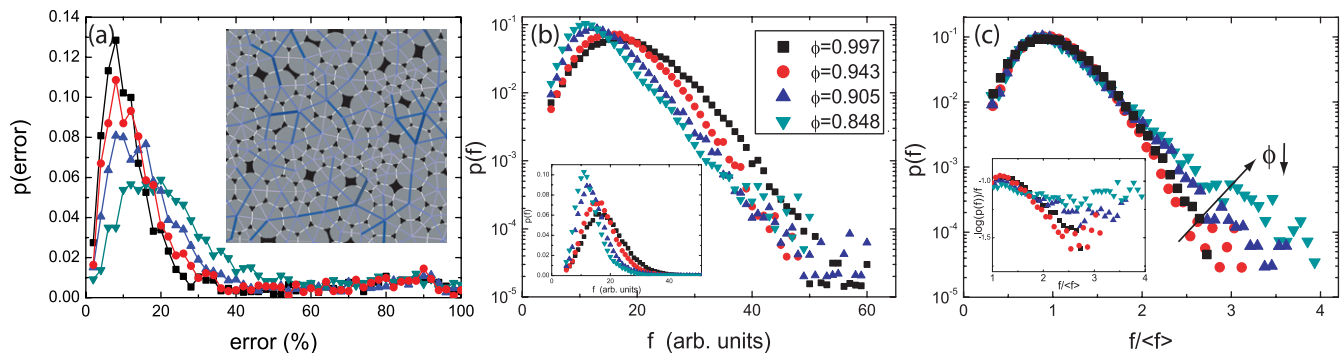 (a)
p(error)
0.14
0.12
0.10
0.08
0.06
0.04
0.02
0.00
0 20 40 60 80 100
error (%)
(b)
p(f)
10⁻¹
10⁻²
10⁻³
10⁻⁴
10⁻⁵
0 10 20 30 40 50 60
f (arb. units)
ϕ=0.997
ϕ=0.943
ϕ=0.905
ϕ=0.848
p(f)
0.10
0.08
0.06
0.04
0.02
0.00
0 20 40
f (arb. units)
(c)
p(f)
10⁻¹
10⁻²
10⁻³
10⁻⁴
10⁻⁵
0 1 2 3 4
f/<f>
ϕ↓
-log(p(f))/f
-1.0
-1.5
1 2 3 4
f/<f>